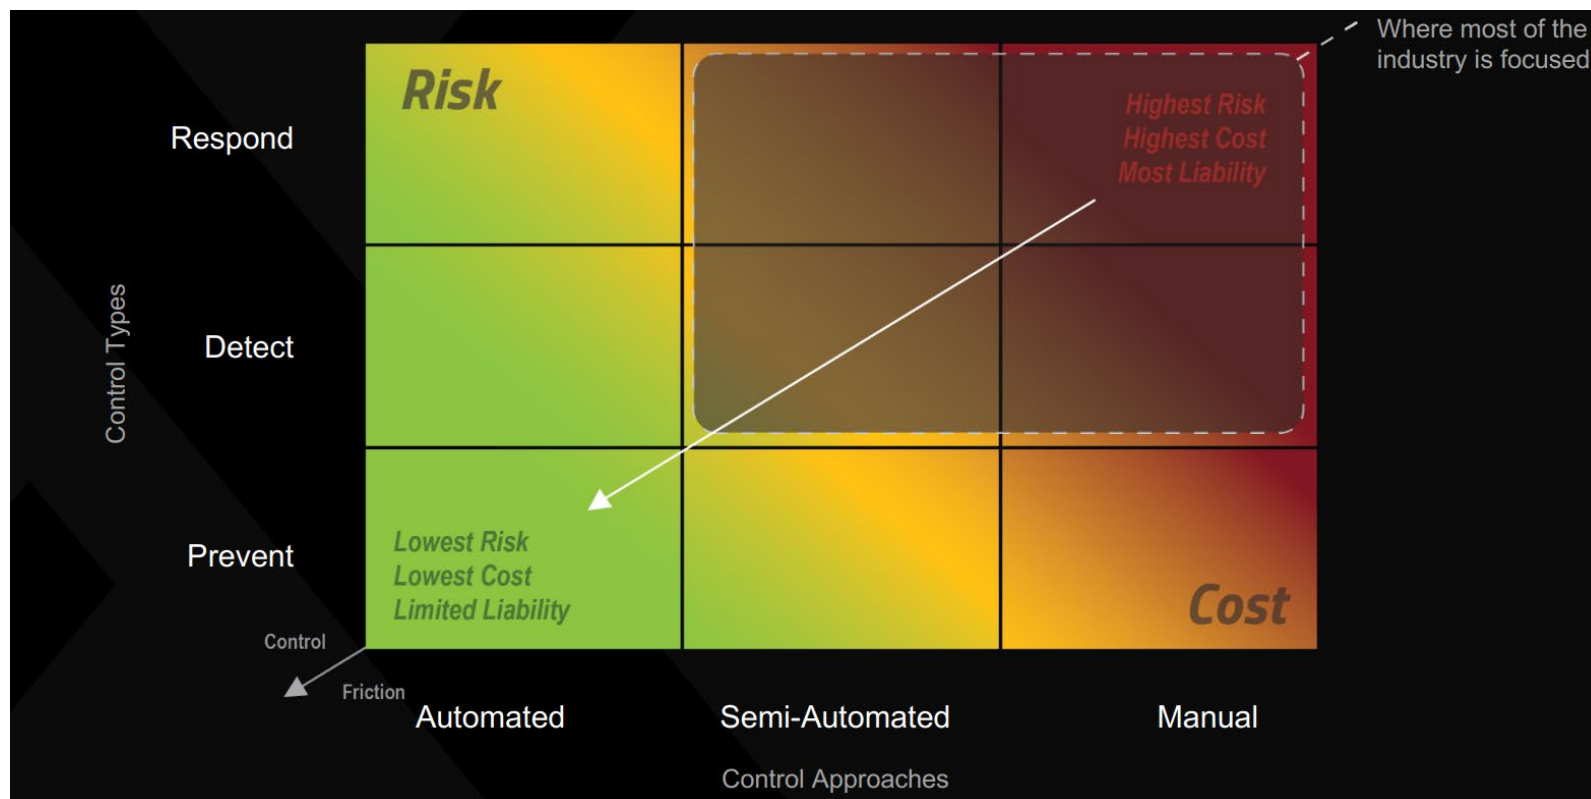 Where most of the
industry is focused
Risk
Highest Risk
Highest Cost
Most Liability
Respond
Control Types
Detect
Prevent
Lowest Risk
Lowest Cost
Limited Liability
Cost
Control
Friction
Automated
Semi-Automated
Manual
Control Approaches